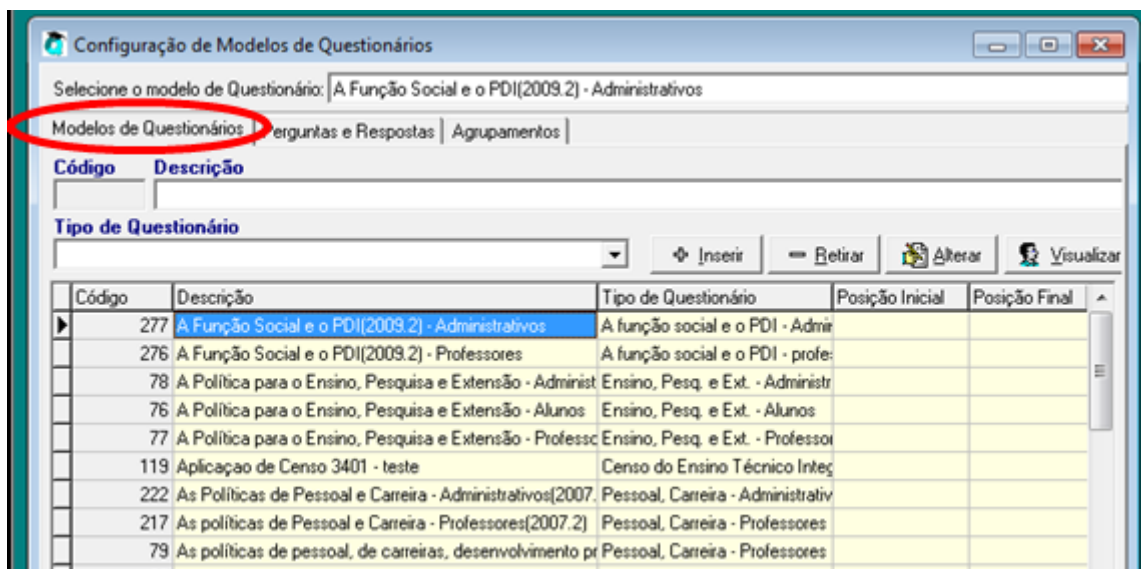 Configuração de Modelos de Questionários
Selecione o modelo de Questionário: A Função Social e o PDI(2009.2) - Administrativos
Modelos de Questionários Perguntas e Respostas Agrupamentos
Código Descrição
Tipo de Questionário
Inserir Retirar Alterar Visualizar
Código Descrição Tipo de Questionário Posição Inicial Posição Final
277 A Função Social e o PDI(2009.2) - Administrativos A função social e o PDI - Admir
276 A Função Social e o PDI(2009.2) - Professores A função social e o PDI - profe
78 A Política para o Ensino, Pesquisa e Extensão - Administ Ensino, Pesq. e Ext. - Administr
76 A Política para o Ensino, Pesquisa e Extensão - Alunos Ensino, Pesq. e Ext. - Alunos
77 A Política para o Ensino, Pesquisa e Extensão - Professo Ensino, Pesq. e Ext. - Professor
119 Aplicaçao de Censo 3401 - teste Censo do Ensino Técnico Integ
222 As Políticas de Pessoal e Carreira - Administrativos(2007. Pessoal, Carreira - Administrativ
217 As políticas de Pessoal e Carreira - Professores(2007.2) Pessoal, Carreira - Professores
79 As políticas de pessoal, de carreiras, desenvolvimento pr Pessoal, Carreira - Professores